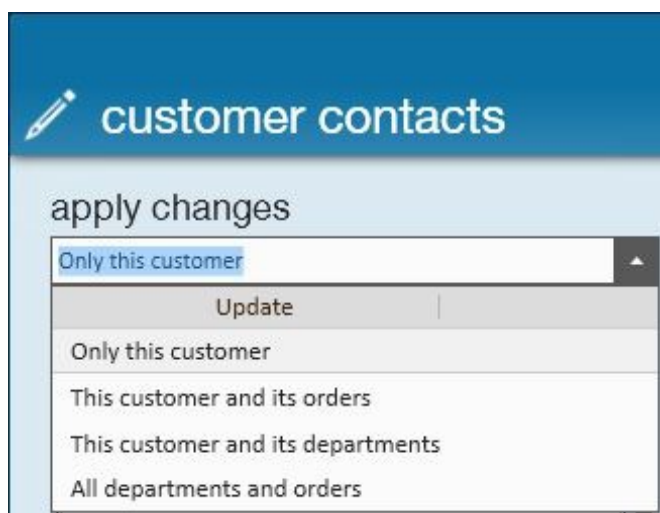 customer contacts
apply changes
Only this customer
Update
Only this customer
This customer and its orders
This customer and its departments
All departments and orders